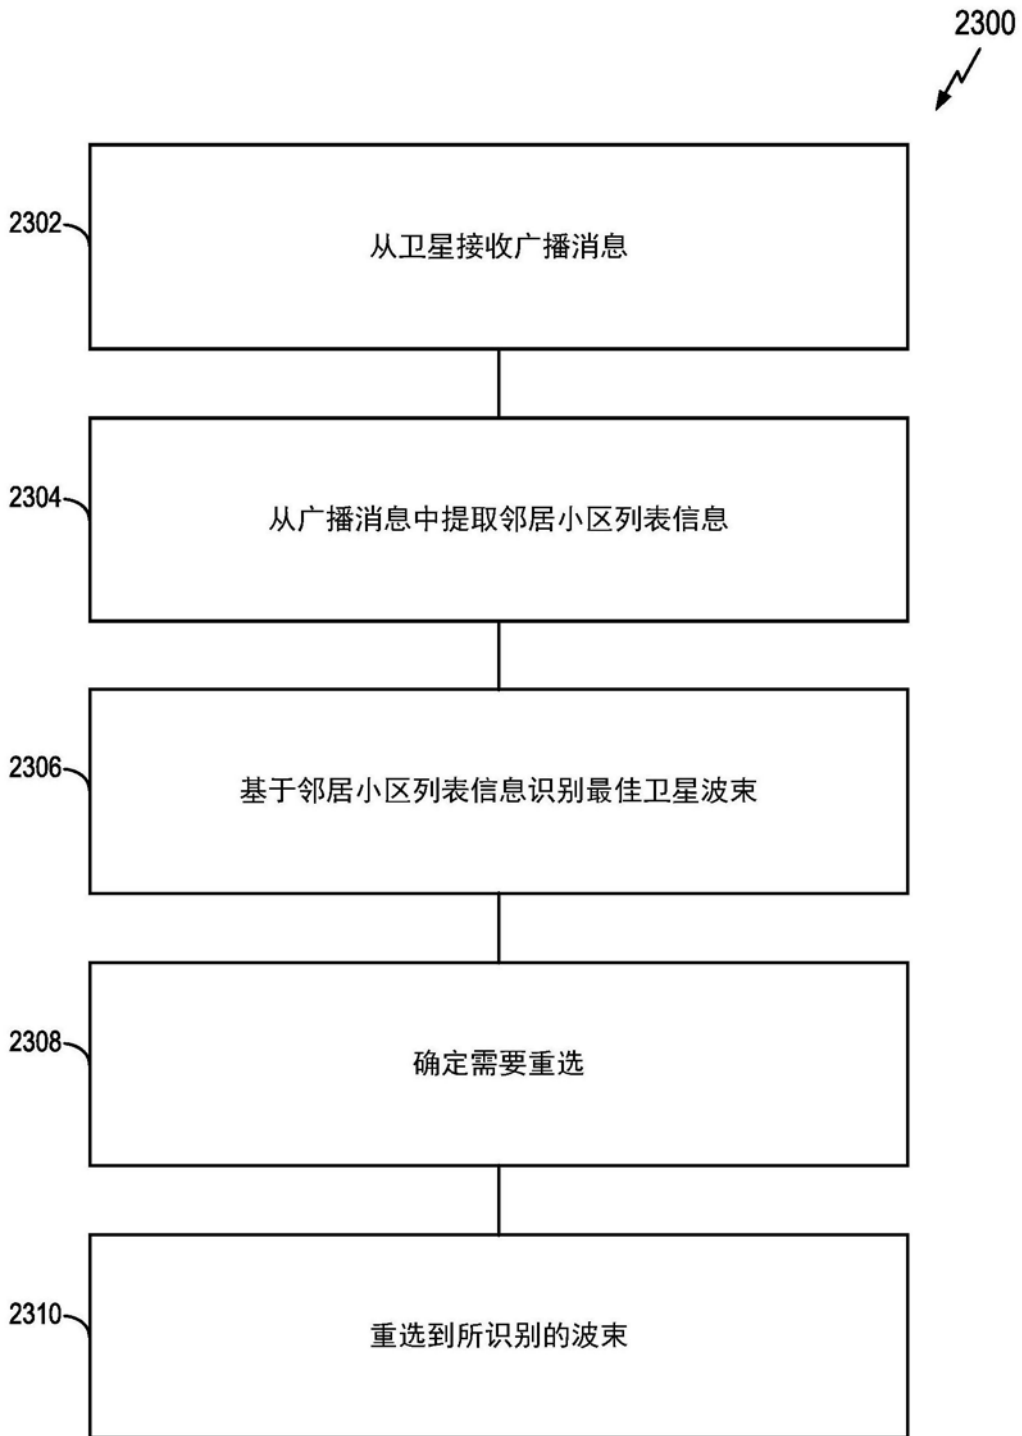 2300
2302
从卫星接收广播消息
2304
从广播消息中提取邻居小区列表信息
2306
基于邻居小区列表信息识别最佳卫星波束
2308
确定需要重选
2310
重选到所识别的波束